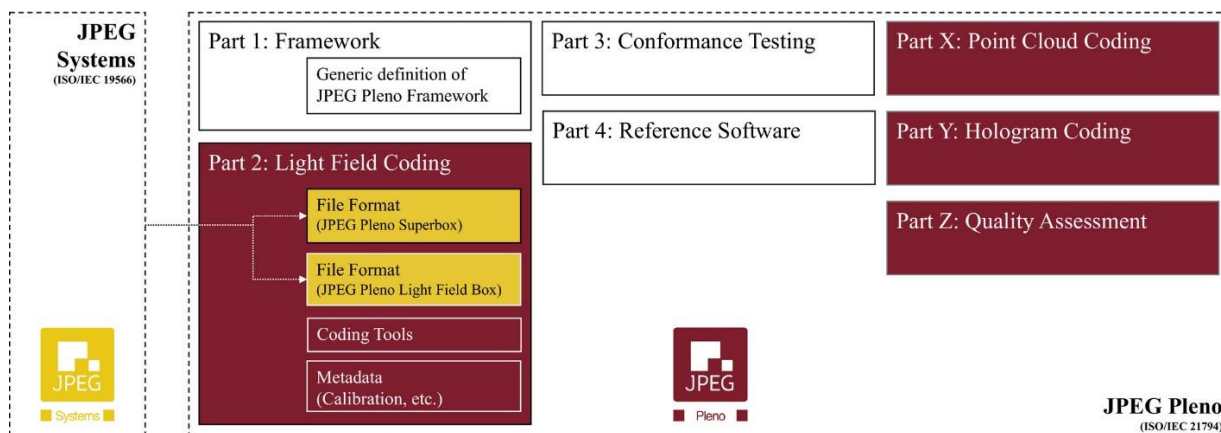 JPEG
Systems
(ISO/IEC 19566)
JPEG
Systems
Part 1: Framework
Generic definition of
JPEG Pleno Framework
Part 2: Light Field Coding
File Format
(JPEG Pleno Superbox)
File Format
(JPEG Pleno Light Field Box)
Coding Tools
Metadata
(Calibration, etc.)
Part 3: Conformance Testing
Part 4: Reference Software
JPEG
Pleno
Part X: Point Cloud Coding
Part Y: Hologram Coding
Part Z: Quality Assessment
JPEG Pleno
(ISO/IEC 21794)